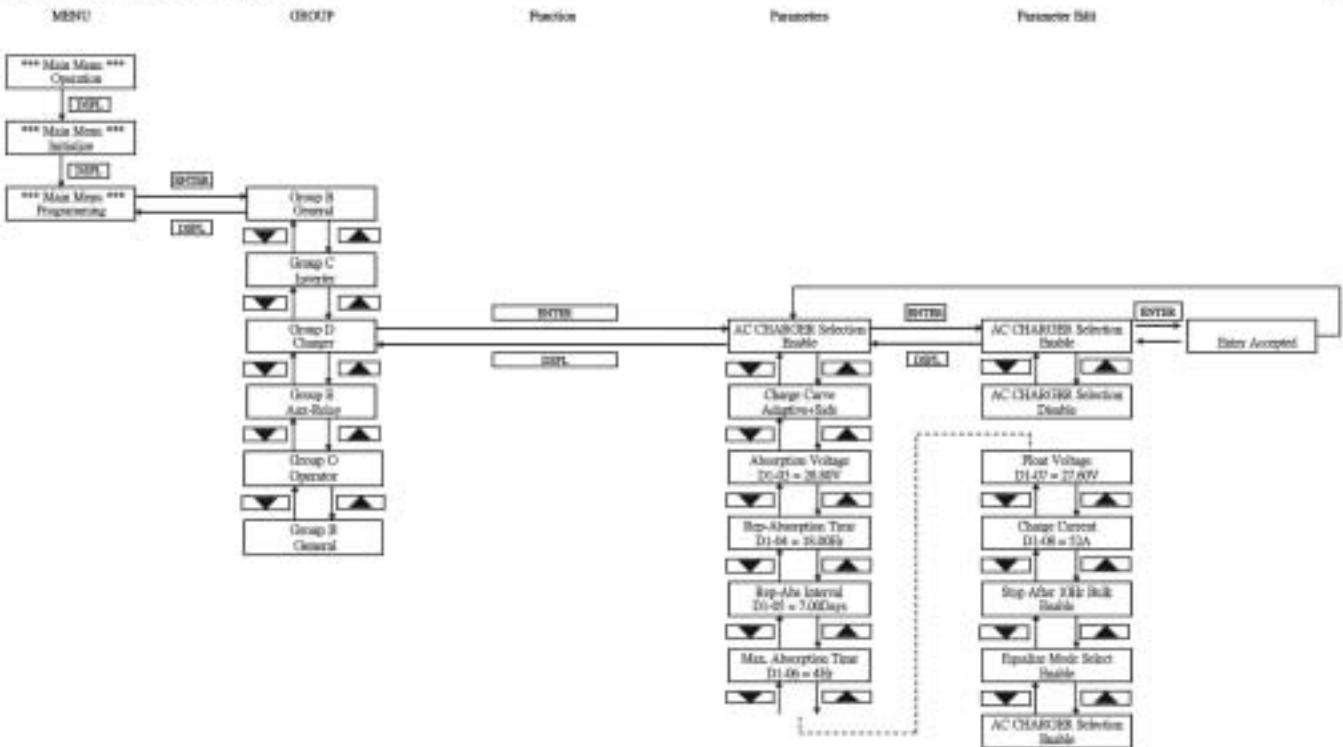 MENU GROUP Function Parameters Parameter Edit
*** Main Menu ***
Operation
DSPL
*** Main Menu ***
Initialize
DSPL
*** Main Menu ***
Programming
ENTER
DSPL
Group B
General
Group C
Inverter
Group D
Charger
Group E
Aux-Relay
Group O
Operator
Group B
General
ENTER
DSPL
AC CHARGER Selection
Enable
Charge Curve
Adaptive+Safe
Absorption Voltage
D1-03 = 28.80V
Rep-Absorption Time
D1-04 = 18.00Hr
Rep-Abs Interval
D1-05 = 7.00Days
Max. Absorption Time
D1-06 = 4Hr
ENTER
DSPL
AC CHARGER Selection
Enable
AC CHARGER Selection
Disable
ENTER
Entry Accepted
Float Voltage
D1-07 = 27.60V
Charge Current
D1-08 = 52A
Stop After 10Hr Bulk
Enable
Equalize Mode Select
Enable
AC CHARGER Selection
Enable